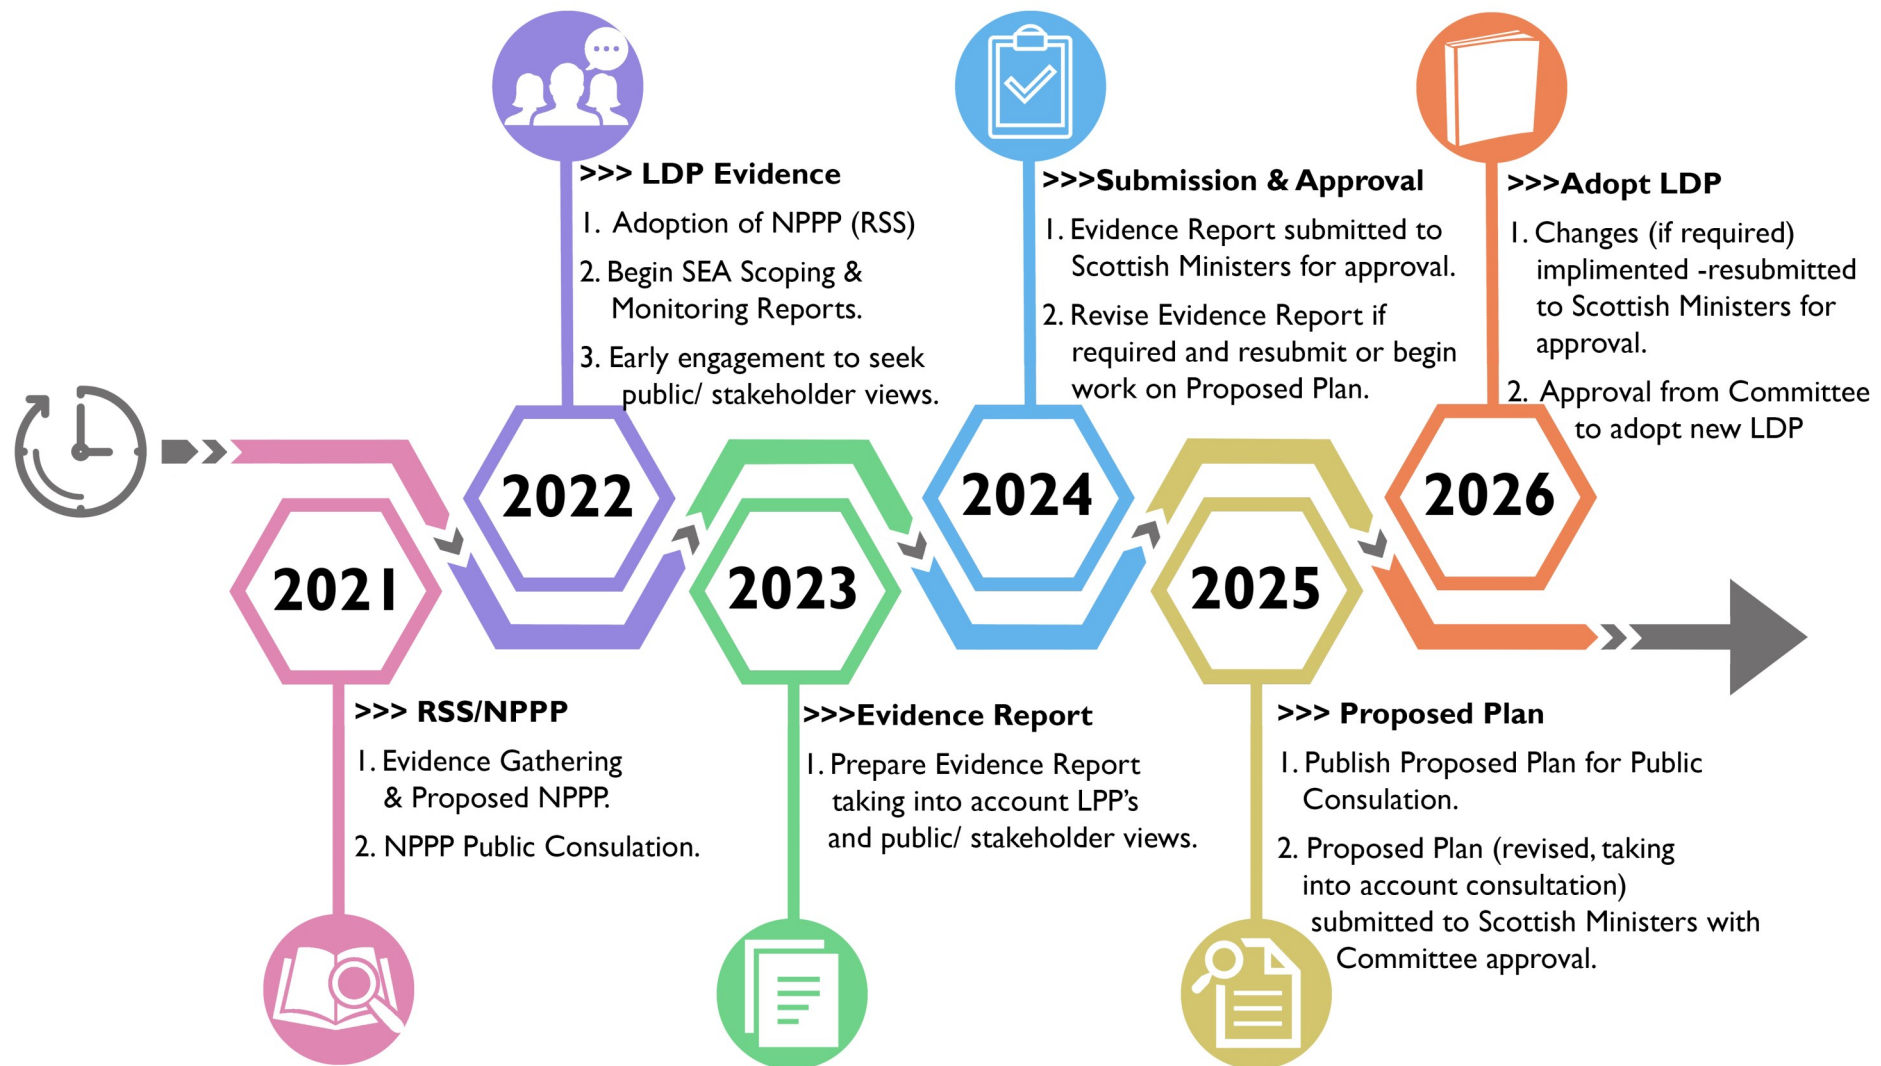 2021
>>> RSS/NPPP
1. Evidence Gathering
& Proposed NPPP.
2. NPPP Public Consulation.
2022
>>> LDP Evidence
1. Adoption of NPPP (RSS)
2. Begin SEA Scoping &
Monitoring Reports.
3. Early engagement to seek
public/ stakeholder views.
2023
>>>Evidence Report
1. Prepare Evidence Report
taking into account LPP's
and public/ stakeholder views.
2024
>>>Submission & Approval
1. Evidence Report submitted to
Scottish Ministers for approval.
2. Revise Evidence Report if
required and resubmit or begin
work on Proposed Plan.
2025
>>> Proposed Plan
1. Publish Proposed Plan for Public
Consulation.
2. Proposed Plan (revised, taking
into account consultation)
submitted to Scottish Ministers with
Committee approval.
2026
>>>Adopt LDP
1. Changes (if required)
implimented -resubmitted
to Scottish Ministers for
approval.
2. Approval from Committee
to adopt new LDP